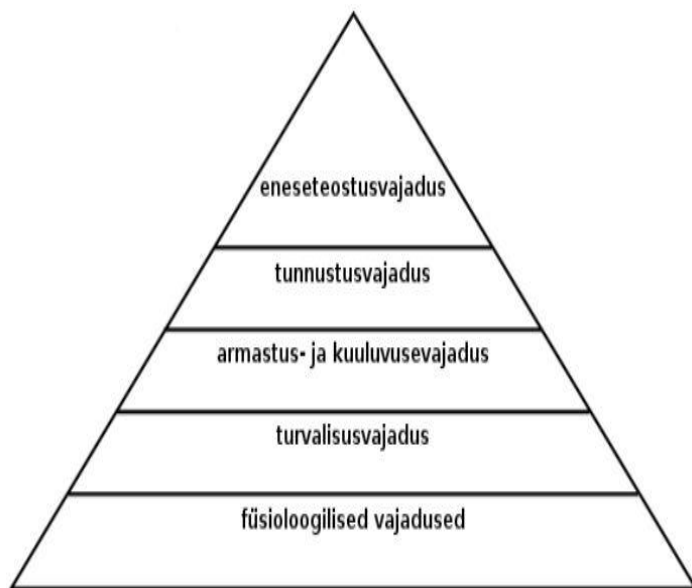 eneseteostusvajadus
tunnustusvajadus
armastus- ja kuuluvusevajadus
turvalisusvajadus
füsioloogilised vajadused